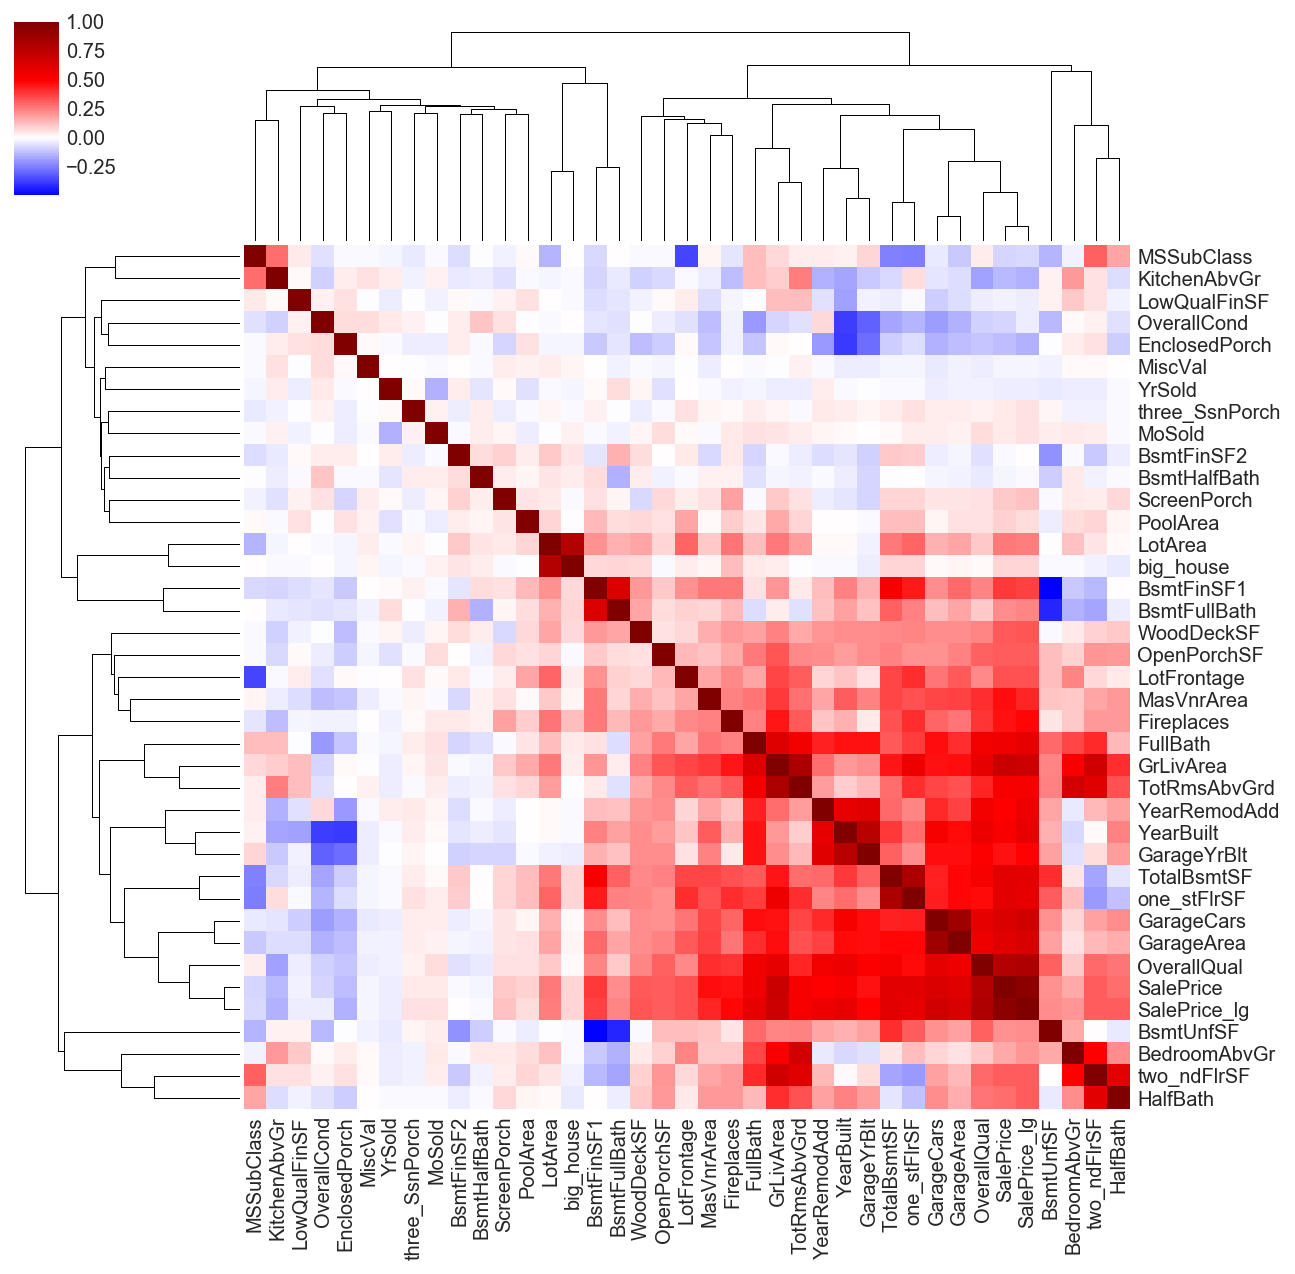 1.00
0.75
0.50
0.25
0.00
−0.25
MSSubClass
KitchenAbvGr
LowQualFinSF
OverallCond
EnclosedPorch
MiscVal
YrSold
three_SsnPorch
MoSold
BsmtFinSF2
BsmtHalfBath
ScreenPorch
PoolArea
LotArea
big_house
BsmtFinSF1
BsmtFullBath
WoodDeckSF
OpenPorchSF
LotFrontage
MasVnrArea
Fireplaces
FullBath
GrLivArea
TotRmsAbvGrd
YearRemodAdd
YearBuilt
GarageYrBlt
TotalBsmtSF
one_stFlrSF
GarageCars
GarageArea
OverallQual
SalePrice
SalePrice_lg
BsmtUnfSF
BedroomAbvGr
two_ndFlrSF
HalfBath
MSSubClass
KitchenAbvGr
LowQualFinSF
OverallCond
EnclosedPorch
MiscVal
YrSold
three_SsnPorch
MoSold
BsmtFinSF2
BsmtHalfBath
ScreenPorch
PoolArea
LotArea
big_house
BsmtFinSF1
BsmtFullBath
WoodDeckSF
OpenPorchSF
LotFrontage
MasVnrArea
Fireplaces
FullBath
GrLivArea
TotRmsAbvGrd
YearRemodAdd
YearBuilt
GarageYrBlt
TotalBsmtSF
one_stFlrSF
GarageCars
GarageArea
OverallQual
SalePrice
SalePrice_lg
BsmtUnfSF
BedroomAbvGr
two_ndFlrSF
HalfBath